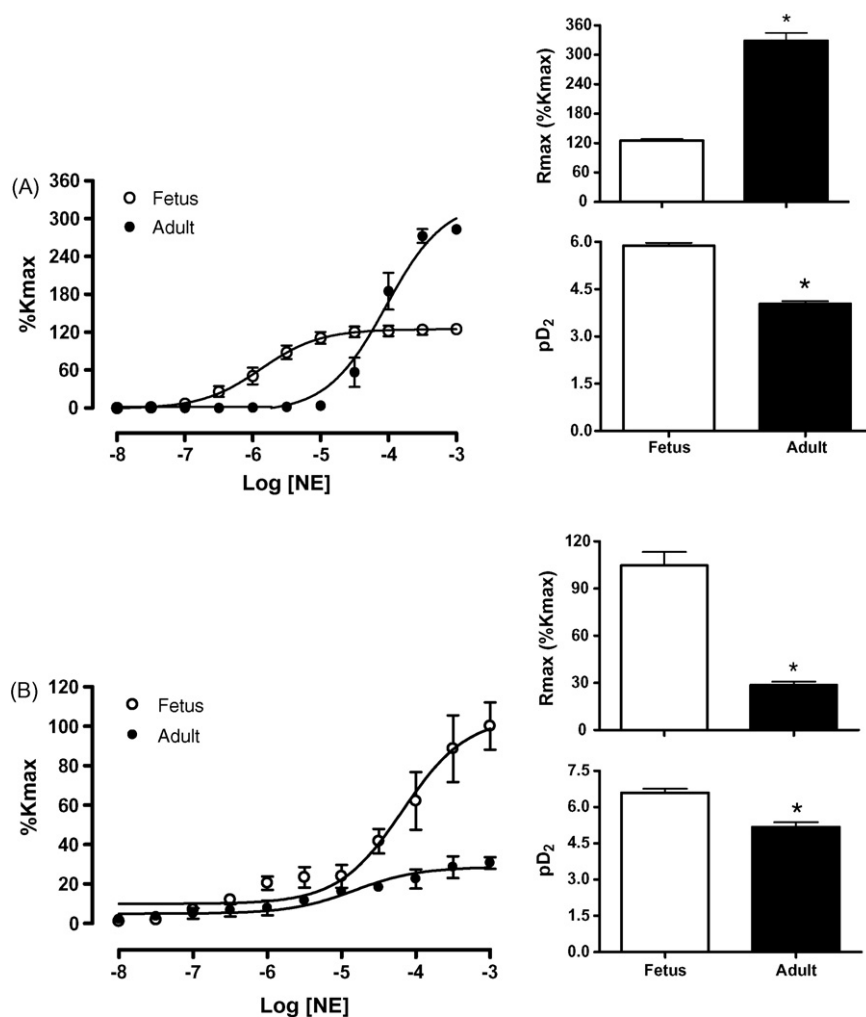 (A)
%Kmax
360
300
240
180
120
60
0
Fetus
Adult
-8 -7 -6 -5 -4 -3
Log [NE]
Rmax (%Kmax)
360
300
240
180
120
60
0
*
pD2
6.0
4.5
3.0
1.5
0.0
*
Fetus Adult
(B)
%Kmax
120
100
80
60
40
20
0
Fetus
Adult
-8 -7 -6 -5 -4 -3
Log [NE]
Rmax (%Kmax)
120
90
60
30
0
*
pD2
7.5
6.0
4.5
3.0
1.5
0.0
*
Fetus Adult